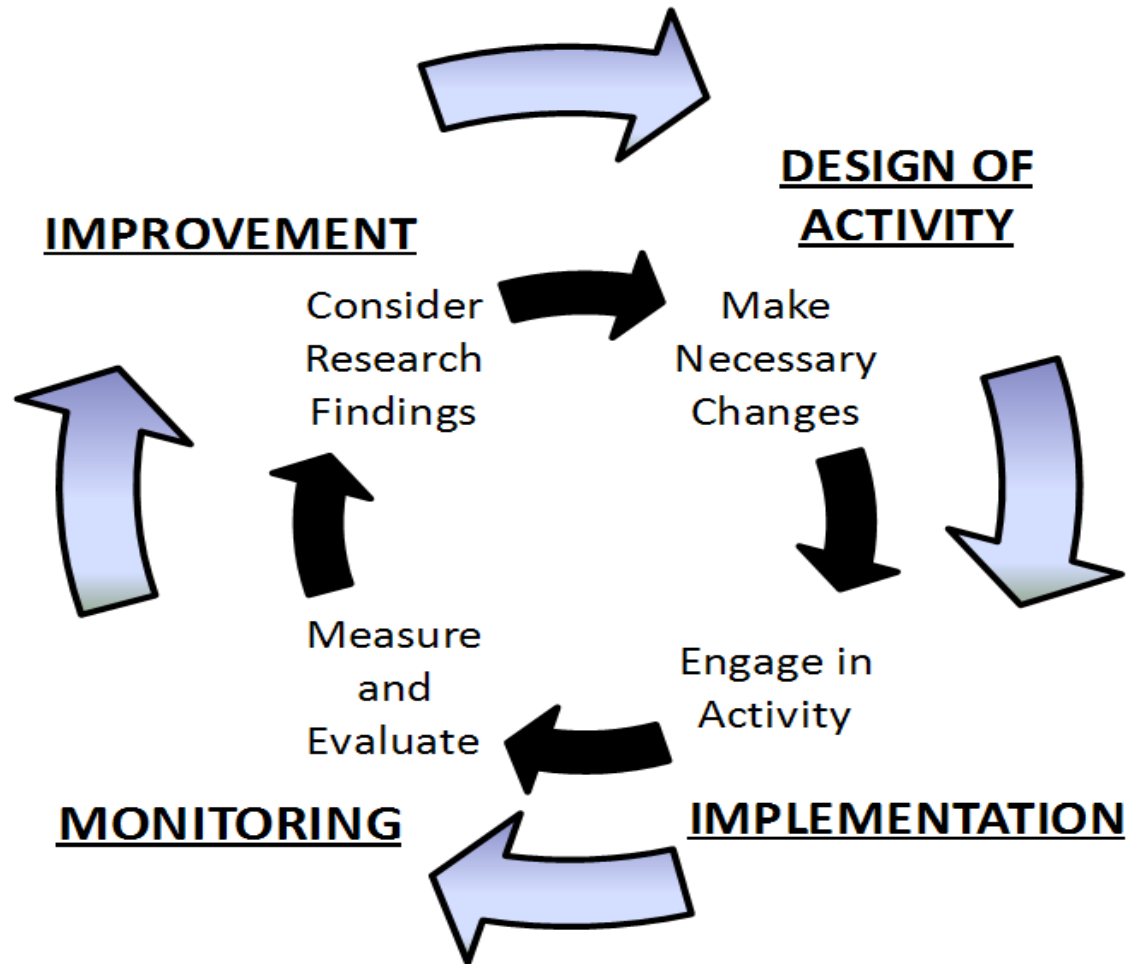 IMPROVEMENT
Consider
Research
Findings
DESIGN OF
ACTIVITY
Make
Necessary
Changes
Engage in
Activity
IMPLEMENTATION
Measure
and
Evaluate
MONITORING